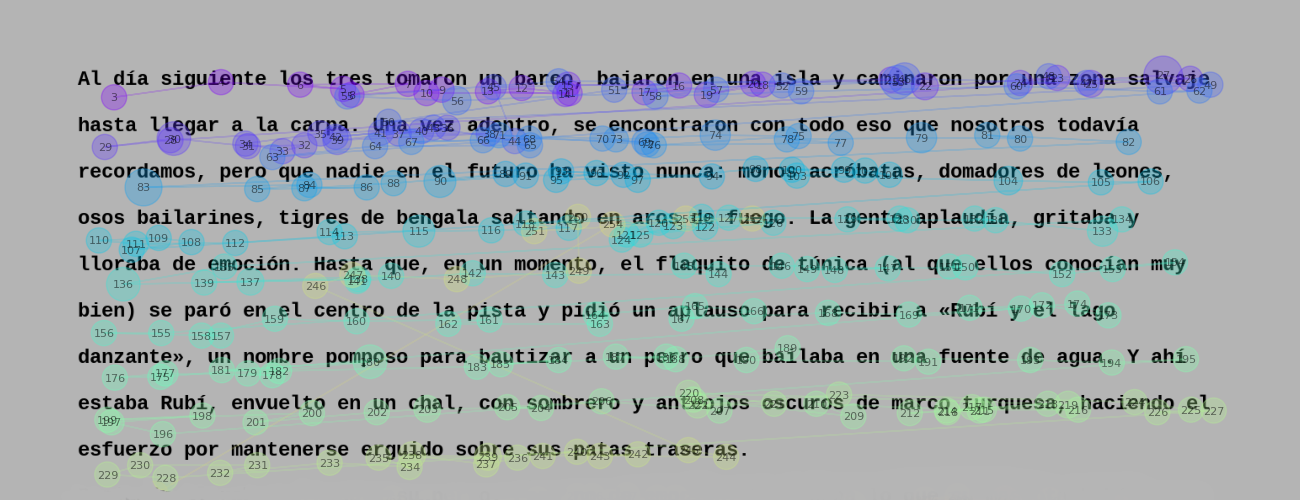 Al día siguiente los tres tomaron un barco, bajaron en una isla y caminaron por una zona salvaje
hasta llegar a la carpa. Una vez adentro, se encontraron con todo eso que nosotros todavía
recordamos, pero que nadie en el futuro ha visto nunca: monos acróbatas, domadores de leones,
osos bailarines, tigres de bengala saltando en aros de fuego. La gente aplaudía, gritaba y
lloraba de emoción. Hasta que, en un momento, el flaquito de túnica (al que ellos conocían muy
bien) se paró en el centro de la pista y pidió un aplauso para recibir a «Rubí y el lago
danzante», un nombre pomposo para bautizar a un perro que bailaba en una fuente de agua. Y ahí
estaba Rubí, envuelto en un chal, con sombrero y anteojos oscuros de marco turquesa, haciendo el
esfuerzo por mantenerse erguido sobre sus patas traseras.